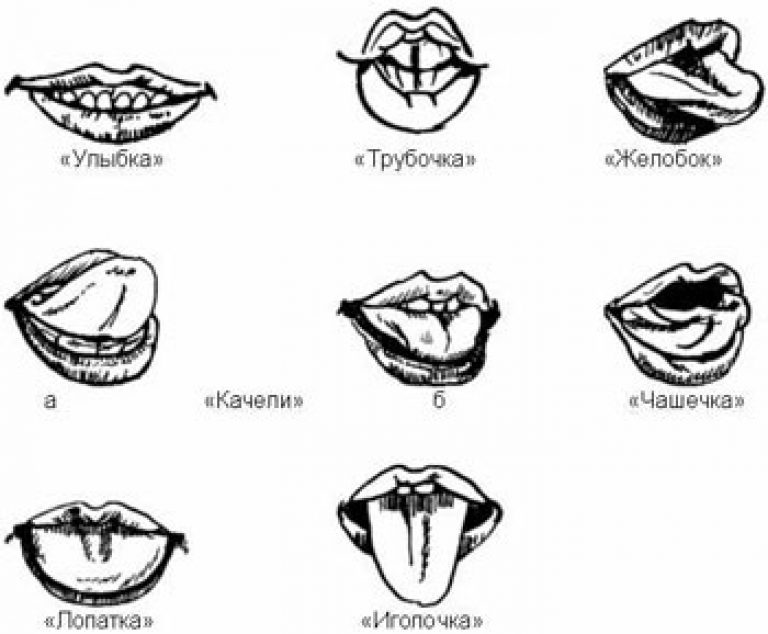 «Улыбка» «Трубочка» «Желобок»
а «Качели» б «Чашечка»
«Лопатка» «Иголочка»